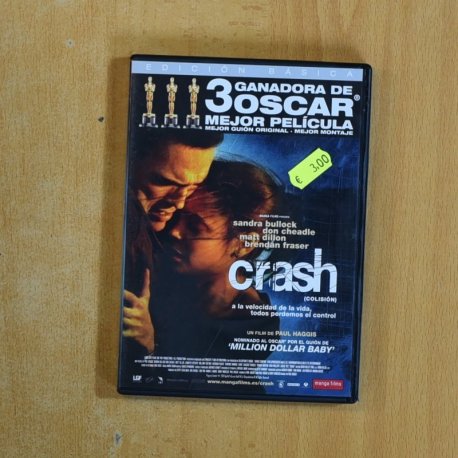 EDICIÓN BÁSICA
GANADORA DE
3 OSCAR®
MEJOR PELÍCULA
MEJOR GUIÓN ORIGINAL · MEJOR MONTAJE
€ 3,00
sandra bullock
don cheadle
matt dillon
brendan fraser
crash
(COLISIÓN)
a la velocidad de la vida,
todos perdemos el control
UN FILM DE PAUL HAGGIS
NOMINADO AL OSCAR® POR EL GUIÓN DE
'MILLION DOLLAR BABY'
www.mangafilms.es/crash
manga films